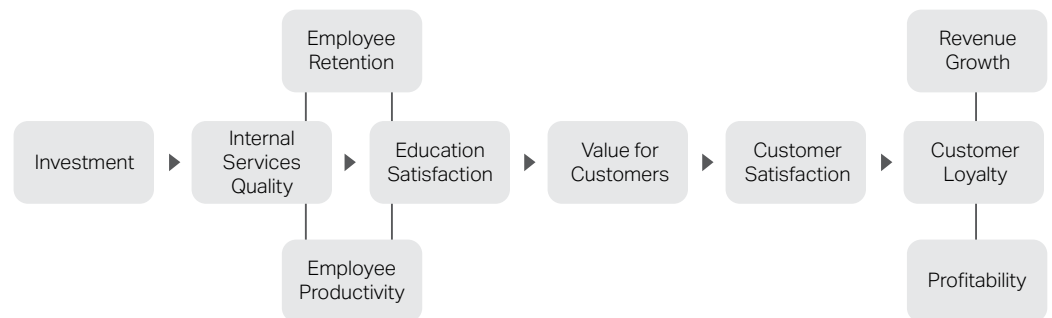 Employee
Retention
Revenue
Growth
Investment
Internal
Services
Quality
Education
Satisfaction
Value for
Customers
Customer
Satisfaction
Customer
Loyalty
Employee
Productivity
Profitability